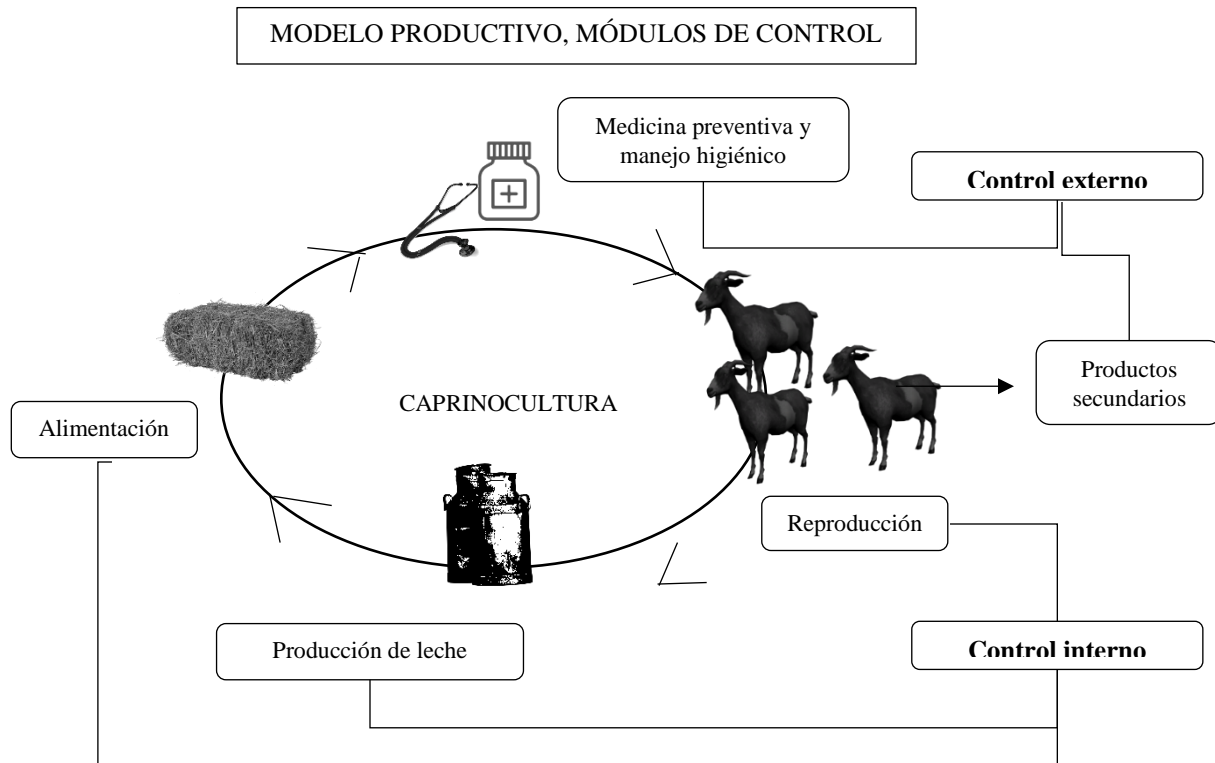 MODELO PRODUCTIVO, MÓDULOS DE CONTROL
Medicina preventiva y
manejo higiénico
Control externo
CAPRINOCULTURA
Productos
secundarios
Alimentación
Reproducción
Producción de leche
Control interno